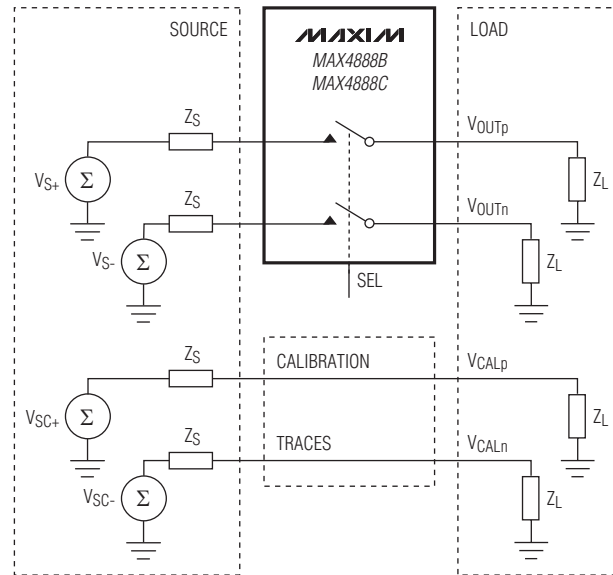 SOURCE
MAXIM
MAX4888B
MAX4888C
LOAD
ZS
VOUTp
VS+
Σ
ZL
ZS
VOUTn
VS-
Σ
ZL
SEL
ZS
CALIBRATION
VCALp
VSC+
Σ
ZL
ZS
TRACES
VCALn
VSC-
Σ
ZL